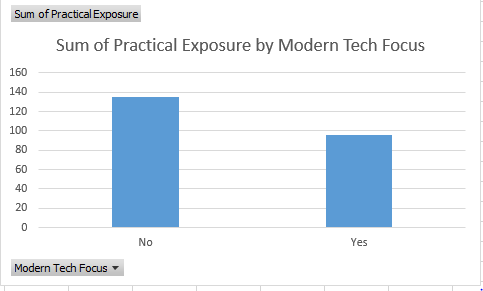 Sum of Practical Exposure
Sum of Practical Exposure by Modern Tech Focus
160
140
120
100
80
60
40
20
0
No
Yes
Modern Tech Focus